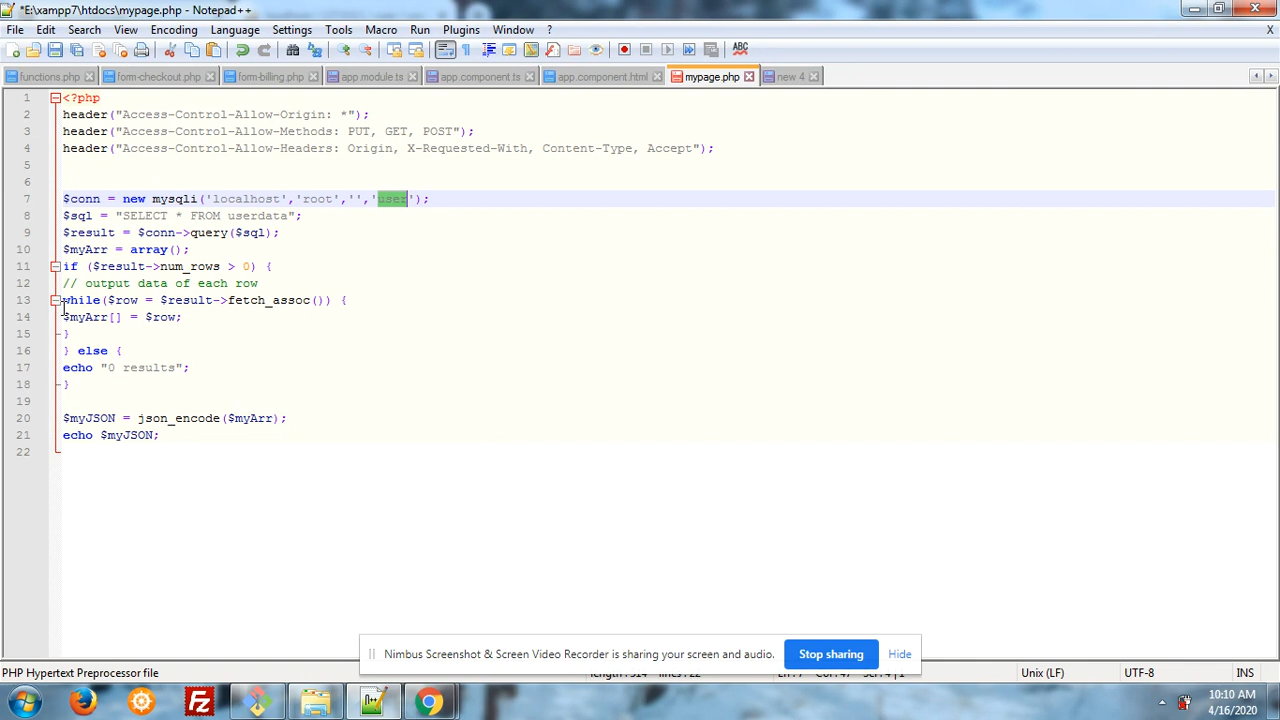 *E:\xampp7\htdocs\mypage.php - Notepad++
File Edit Search View Encoding Language Settings Tools Macro Run Plugins Window ? X
ABC
functions.php form-checkout.php form-billing.php app.module.ts app.component.ts app.component.html mypage.php new 4
1 <?php
2 header("Access-Control-Allow-Origin: *");
3 header("Access-Control-Allow-Methods: PUT, GET, POST");
4 header("Access-Control-Allow-Headers: Origin, X-Requested-With, Content-Type, Accept");
5
6
7 $conn = new mysqli('localhost','root','','user');
8 $sql = "SELECT * FROM userdata";
9 $result = $conn->query($sql);
10 $myArr = array();
11 if ($result->num_rows > 0) {
12 // output data of each row
13 while($row = $result->fetch_assoc()) {
14 $myArr[] = $row;
15 }
16 } else {
17 echo "0 results";
18 }
19
20 $myJSON = json_encode($myArr);
21 echo $myJSON;
22
Nimbus Screenshot & Screen Video Recorder is sharing your screen and audio. Stop sharing Hide
PHP Hypertext Preprocessor file Unix (LF) UTF-8 INS
10:10 AM
4/16/2020